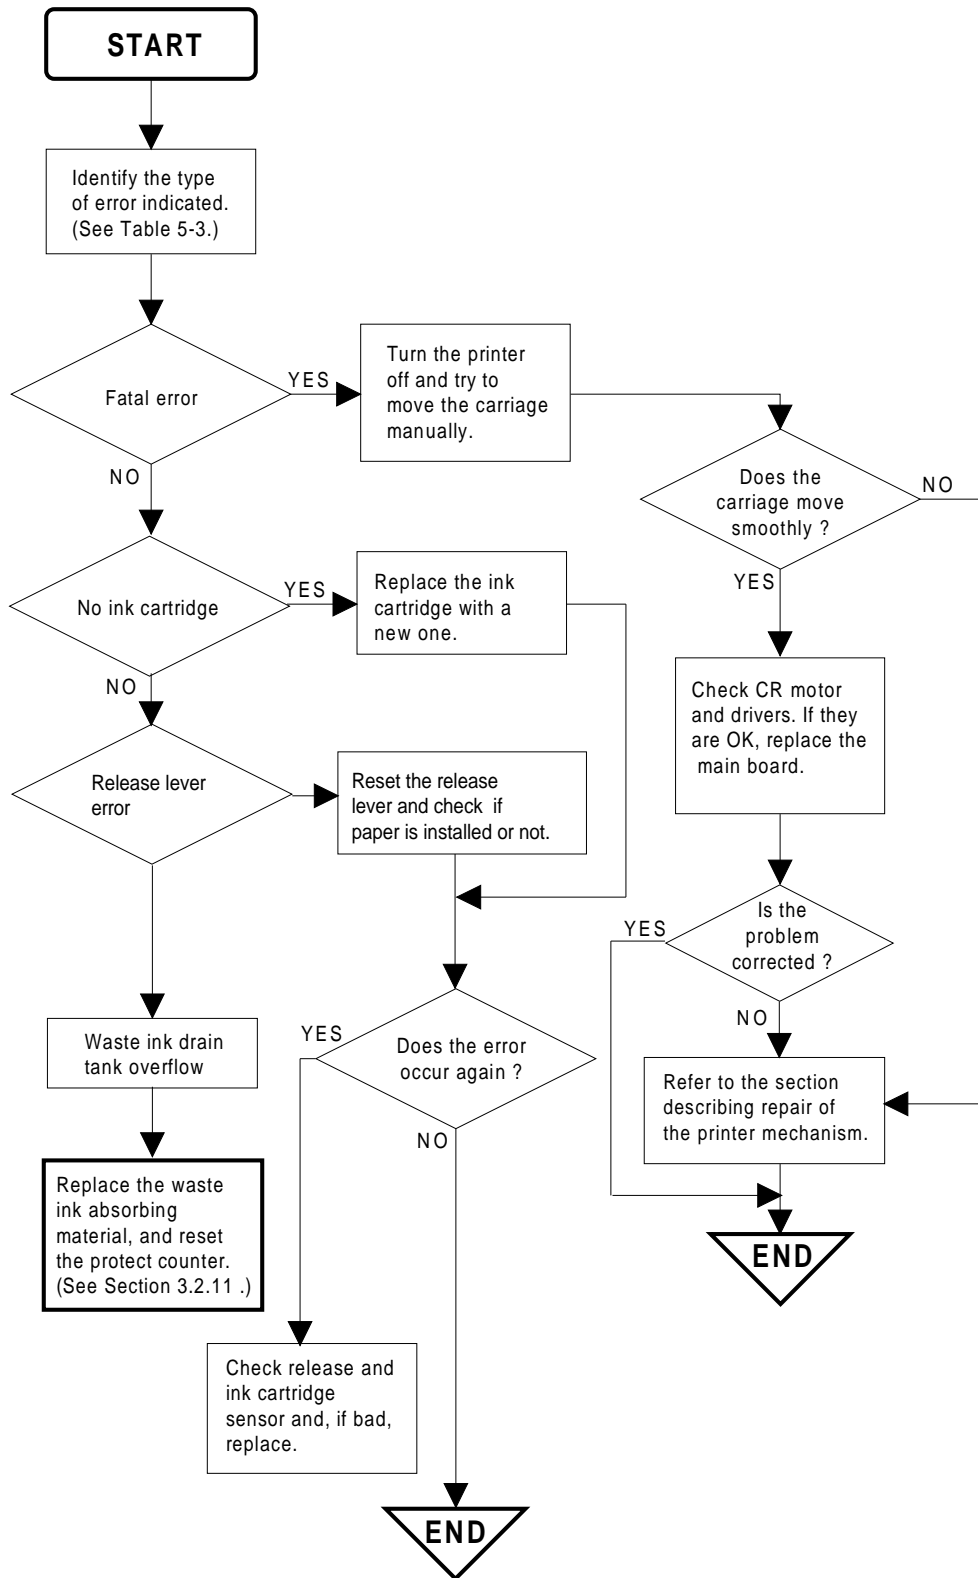 START
Identify the type
of error indicated.
(See Table 5-3.)
Fatal error
YES
NO
Turn the printer
off and try to
move the carriage
manually.
Does the
carriage move
smoothly ?
NO
YES
No ink cartridge
YES
NO
Replace the ink
cartridge with a
new one.
Check CR motor
and drivers. If they
are OK, replace the
main board.
Release lever
error
Reset the release
lever and check if
paper is installed or not.
Is the
problem
corrected ?
YES
NO
Waste ink drain
tank overflow
Does the error
occur again ?
YES
NO
Refer to the section
describing repair of
the printer mechanism.
Replace the waste
ink absorbing
material, and reset
the protect counter.
(See Section 3.2.11 .)
END
Check release and
ink cartridge
sensor and, if bad,
replace.
END